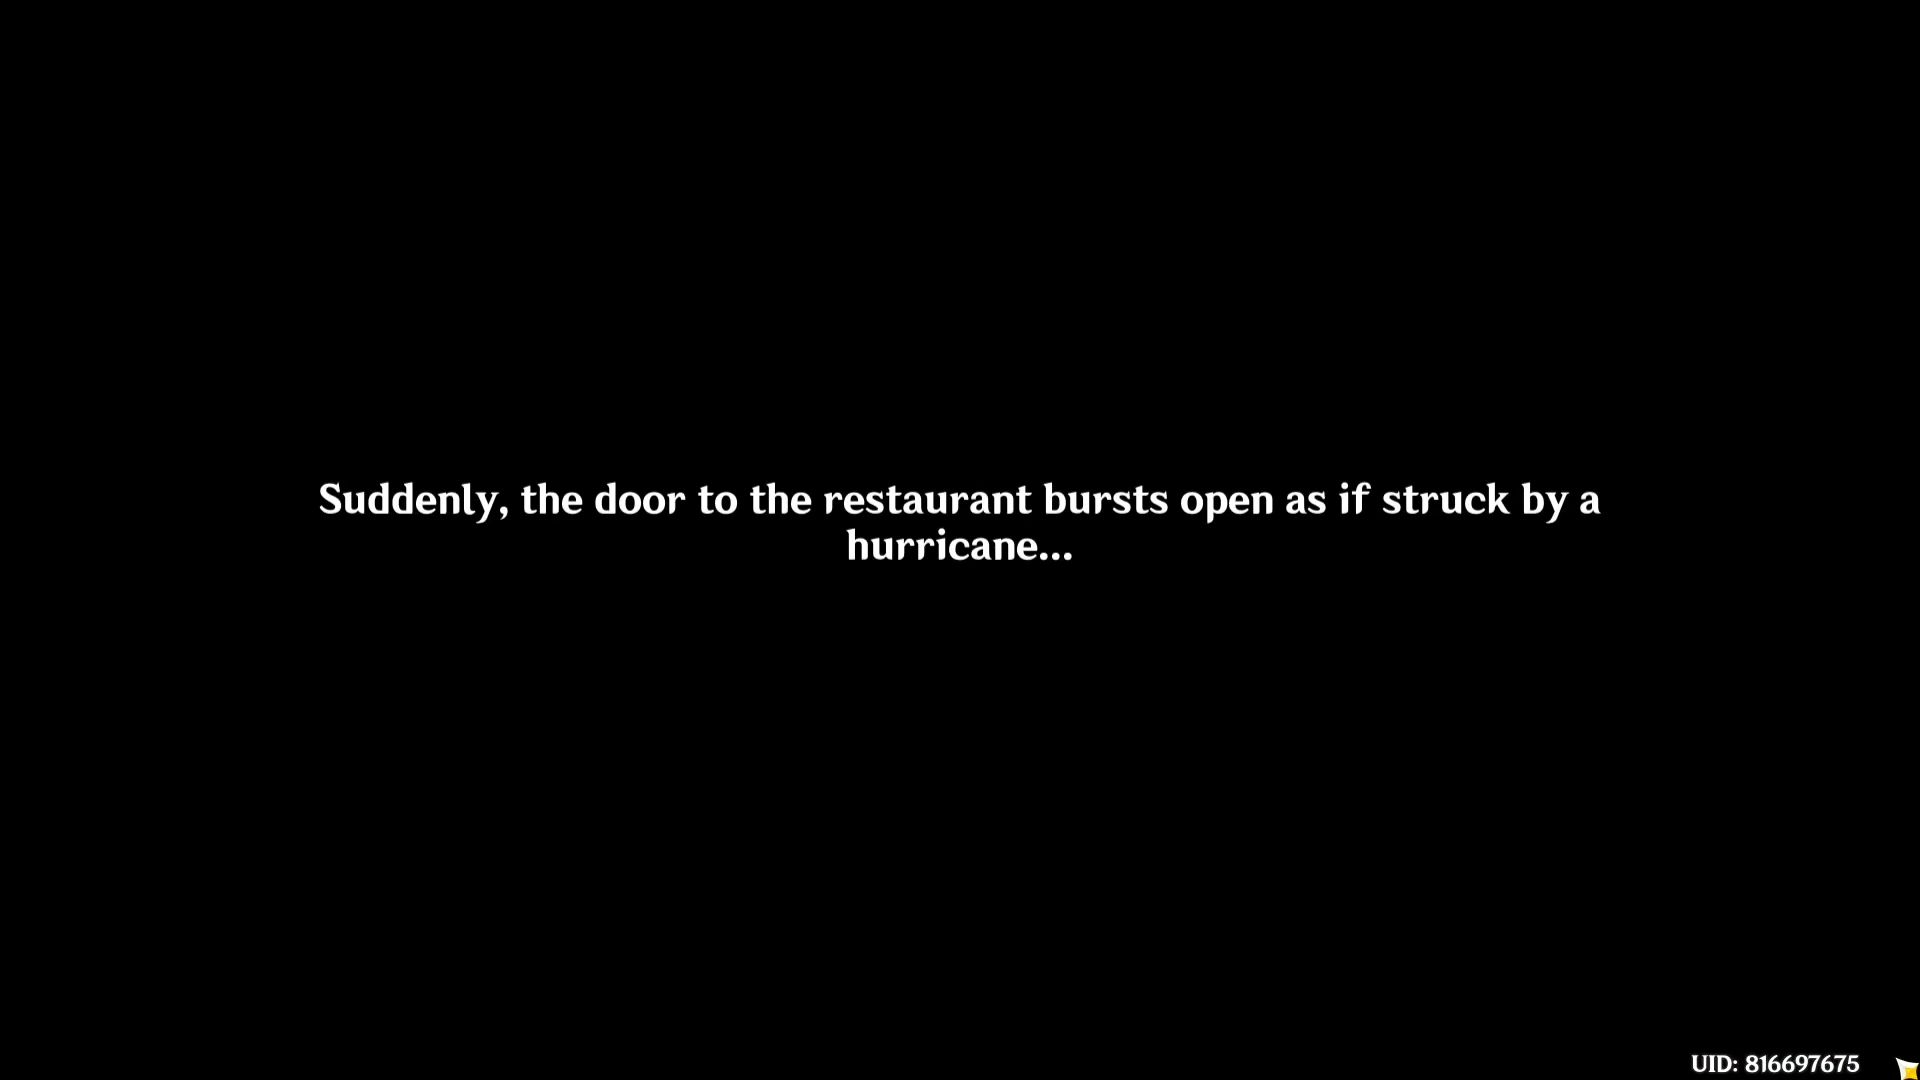 Suddenly, the door to the restaurant bursts open as if struck by a
hurricane...
UID: 816697675